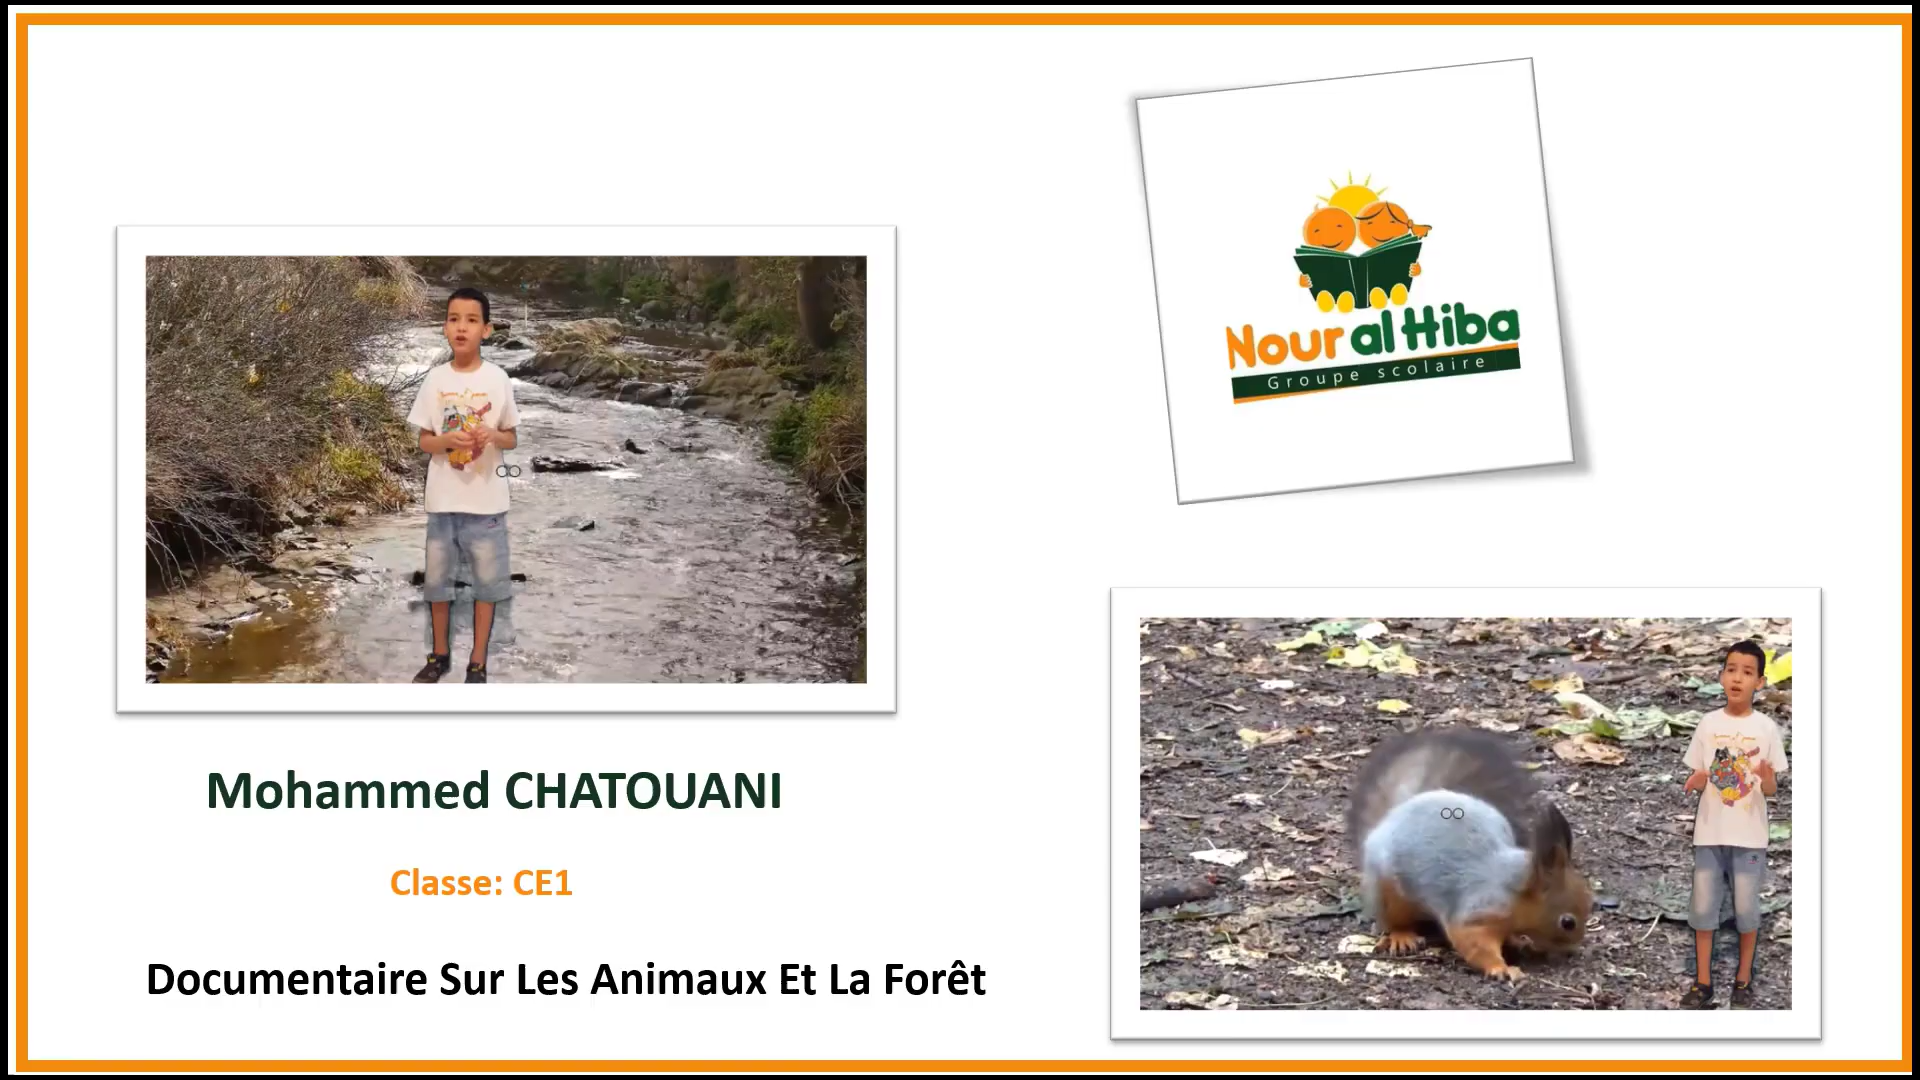 Nour al Hiba
Groupe scolaire
Mohammed CHATOUANI
Classe: CE1
Documentaire Sur Les Animaux Et La Forêt